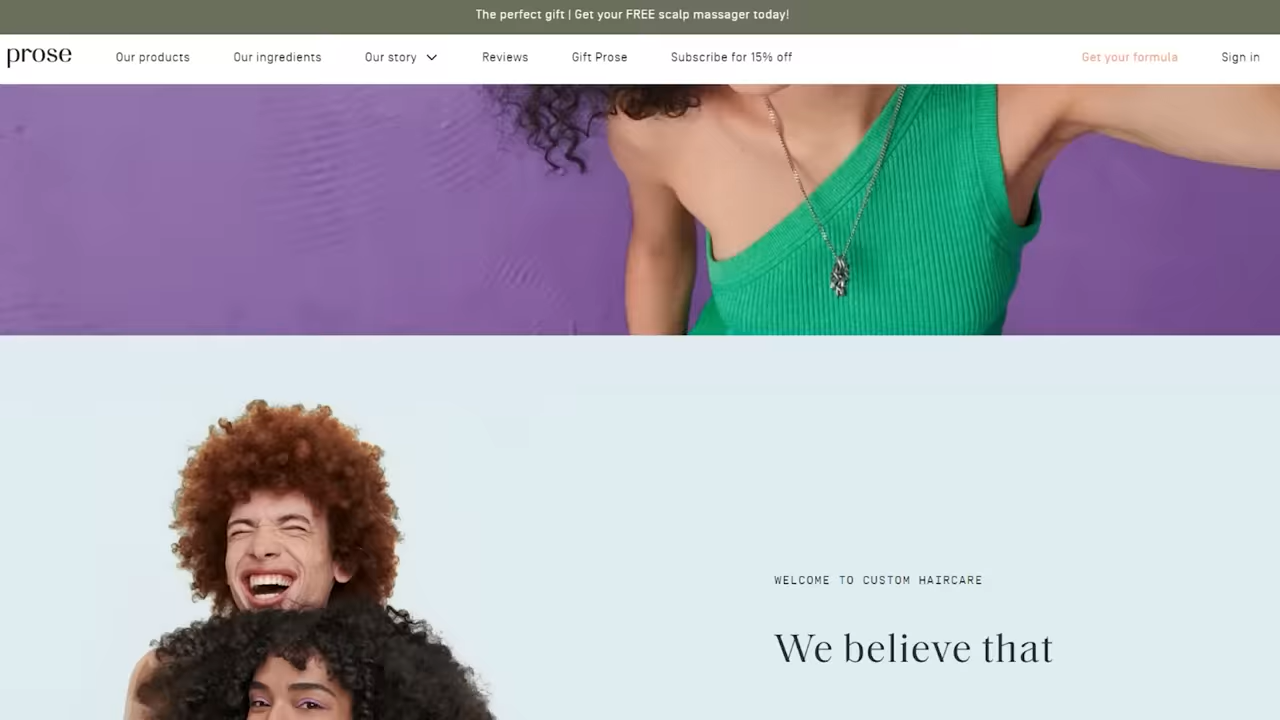 The perfect gift | Get your FREE scalp massager today!
prose Our products Our ingredients Our story Reviews Gift Prose Subscribe for 15% off Get your formula Sign in
WELCOME TO CUSTOM HAIRCARE
We believe that